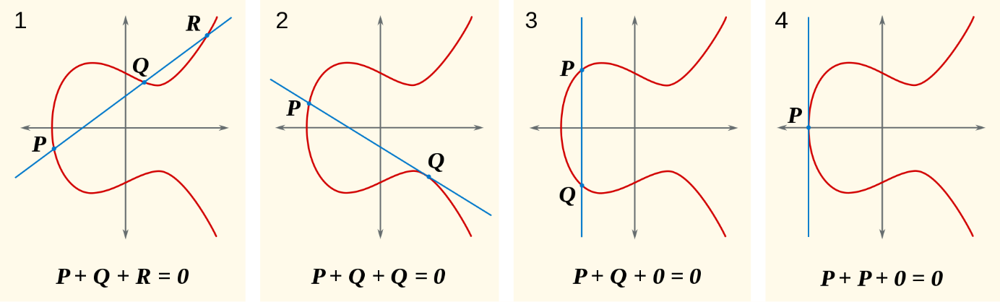 1
R
Q
P
P + Q + R = 0
2
P
Q
P + Q + Q = 0
3
P
Q
P + Q + 0 = 0
4
P
P + P + 0 = 0